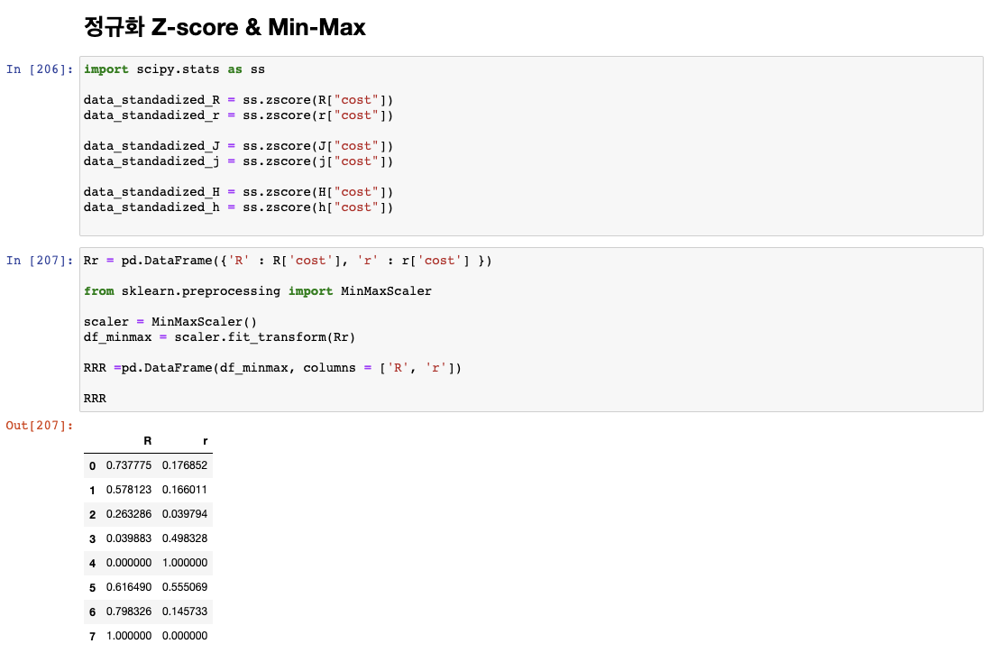 정규화 Z-score & Min-Max
In [206]:
import scipy.stats as ss
data_standadized_R = ss.zscore(R["cost"])
data_standadized_r = ss.zscore(r["cost"])
data_standadized_J = ss.zscore(J["cost"])
data_standadized_j = ss.zscore(j["cost"])
data_standadized_H = ss.zscore(H["cost"])
data_standadized_h = ss.zscore(h["cost"])
In [207]:
Rr = pd.DataFrame({'R' : R['cost'], 'r' : r['cost'] })
from sklearn.preprocessing import MinMaxScaler
scaler = MinMaxScaler()
df_minmax = scaler.fit_transform(Rr)
RRR =pd.DataFrame(df_minmax, columns = ['R', 'r'])
RRR
Out[207]:
R r
0 0.737775 0.176852
1 0.578123 0.166011
2 0.263286 0.039794
3 0.039883 0.498328
4 0.000000 1.000000
5 0.616490 0.555069
6 0.798326 0.145733
7 1.000000 0.000000